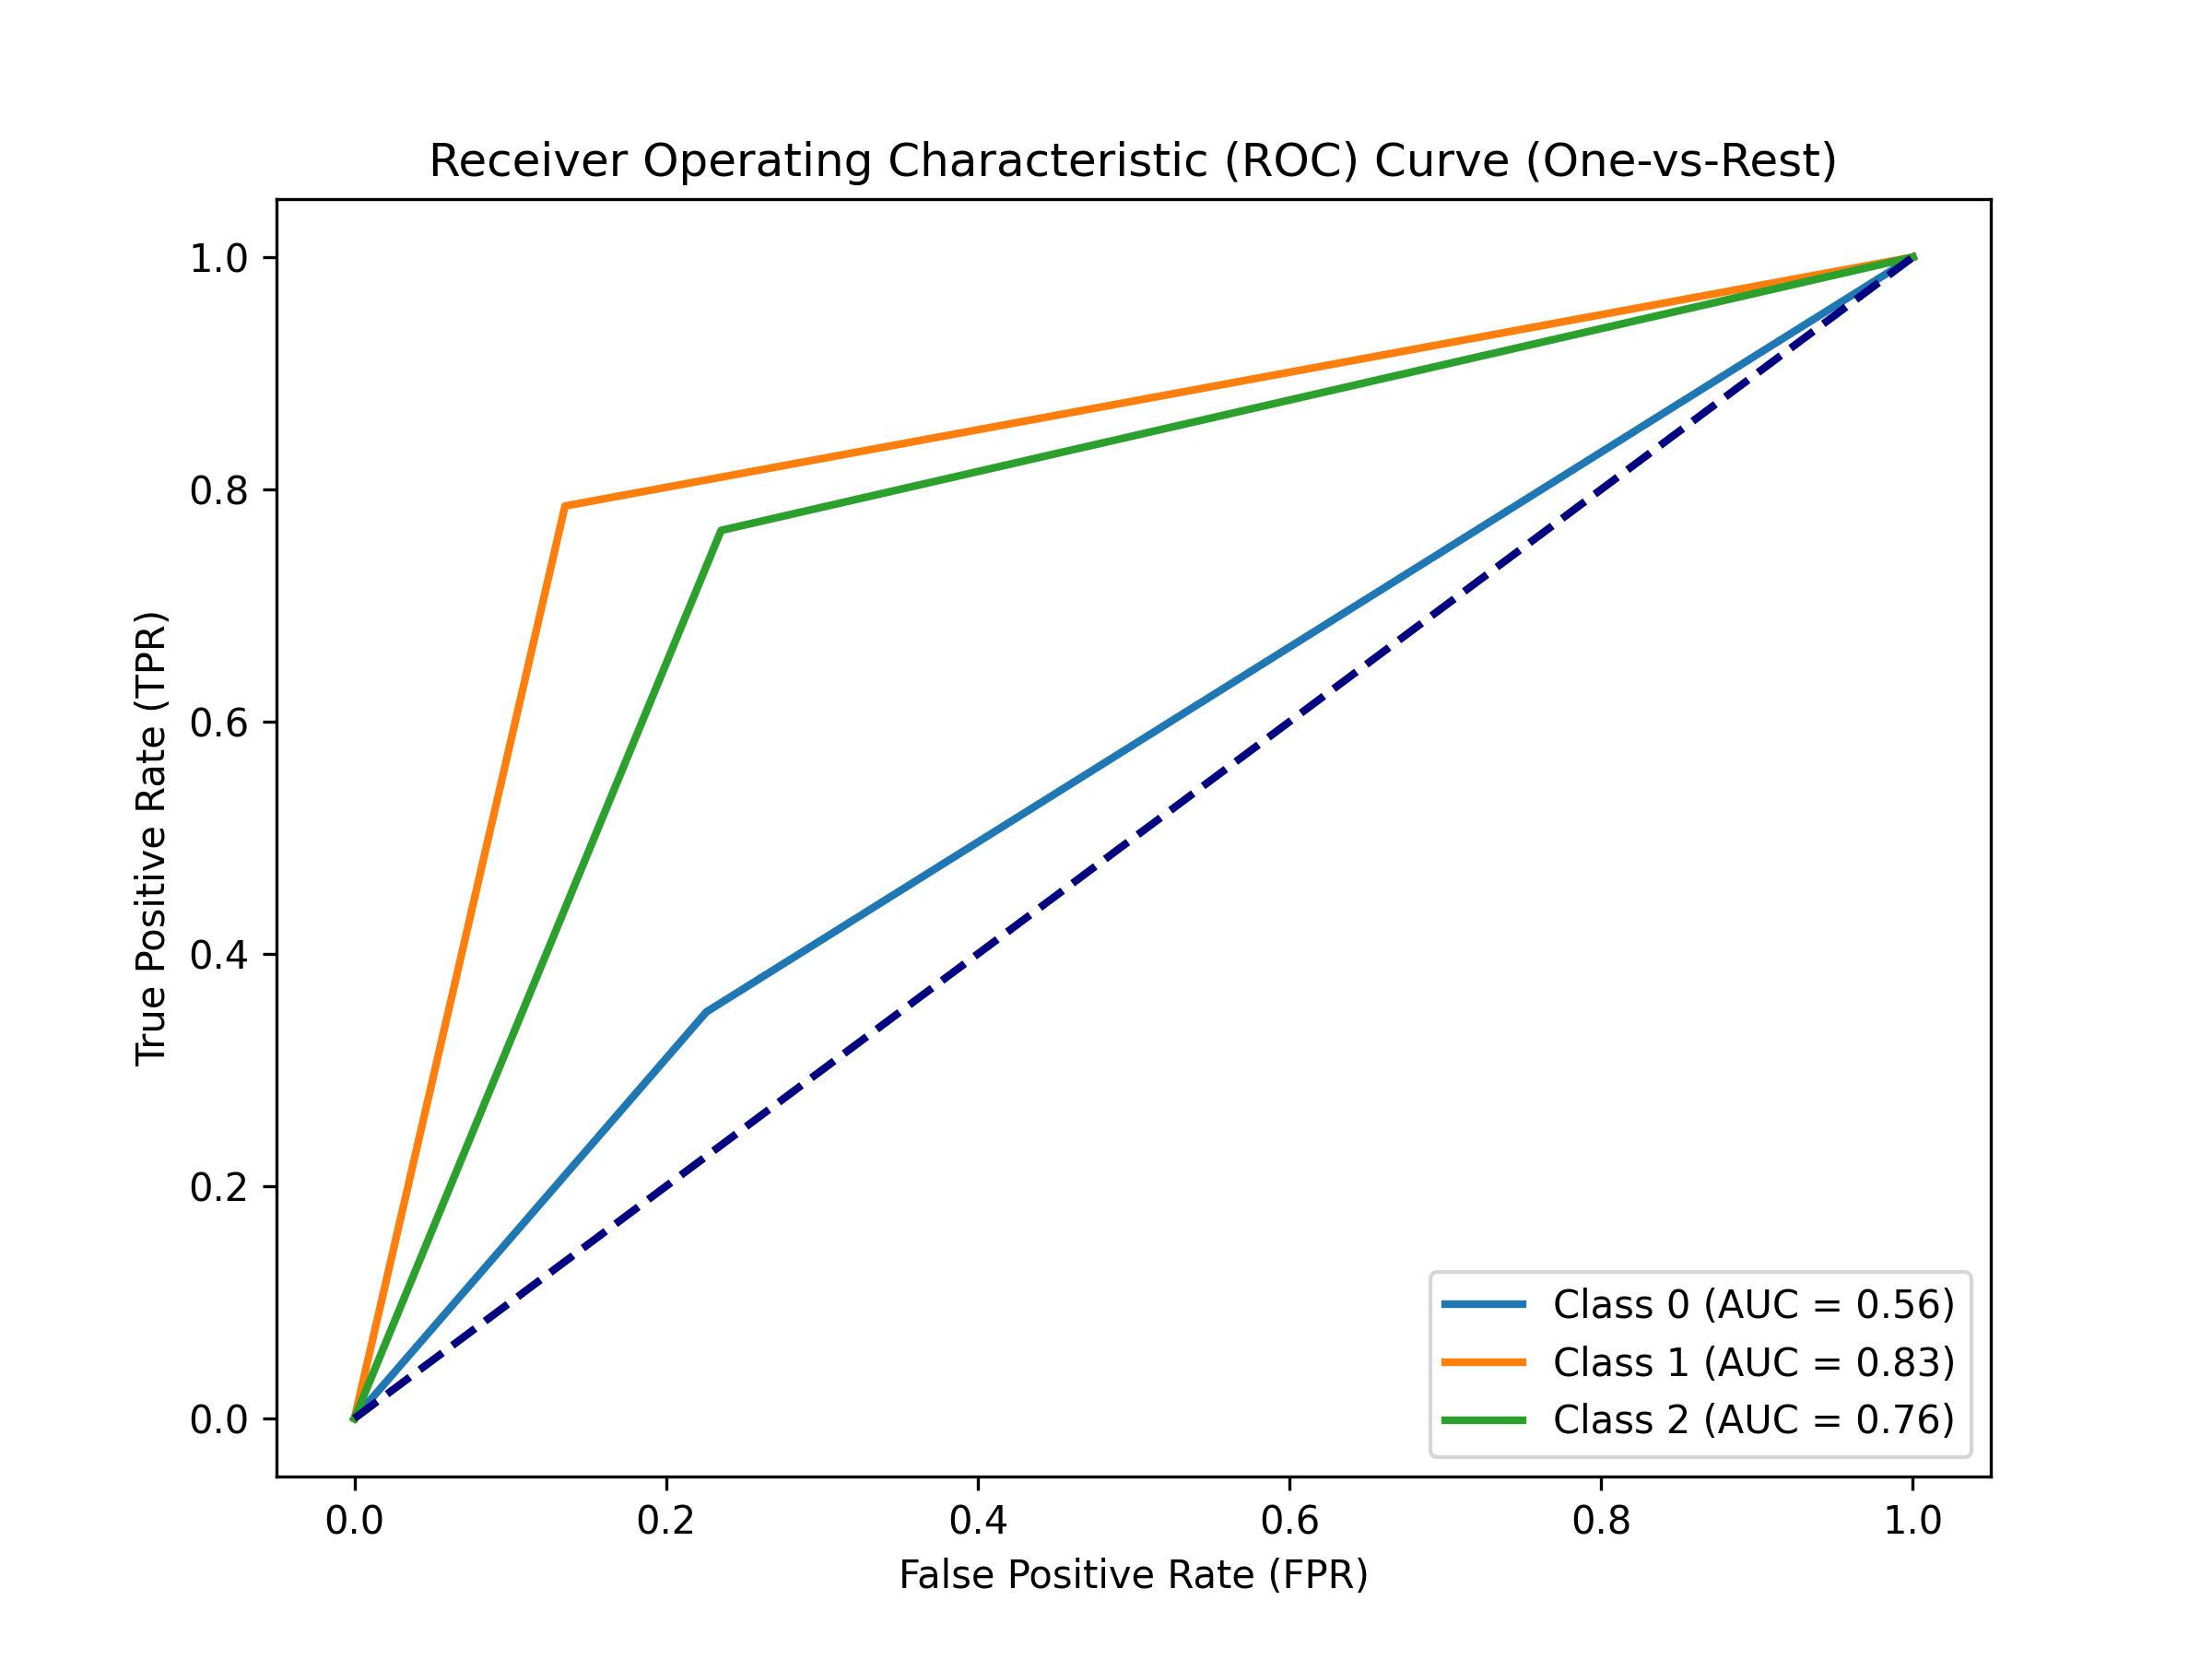 Receiver Operating Characteristic (ROC) Curve (One-vs-Rest)
1.0
0.8
0.6
0.4
0.2
0.0
True Positive Rate (TPR)
Class 0 (AUC = 0.56)
Class 1 (AUC = 0.83)
Class 2 (AUC = 0.76)
0.0 0.2 0.4 0.6 0.8 1.0
False Positive Rate (FPR)